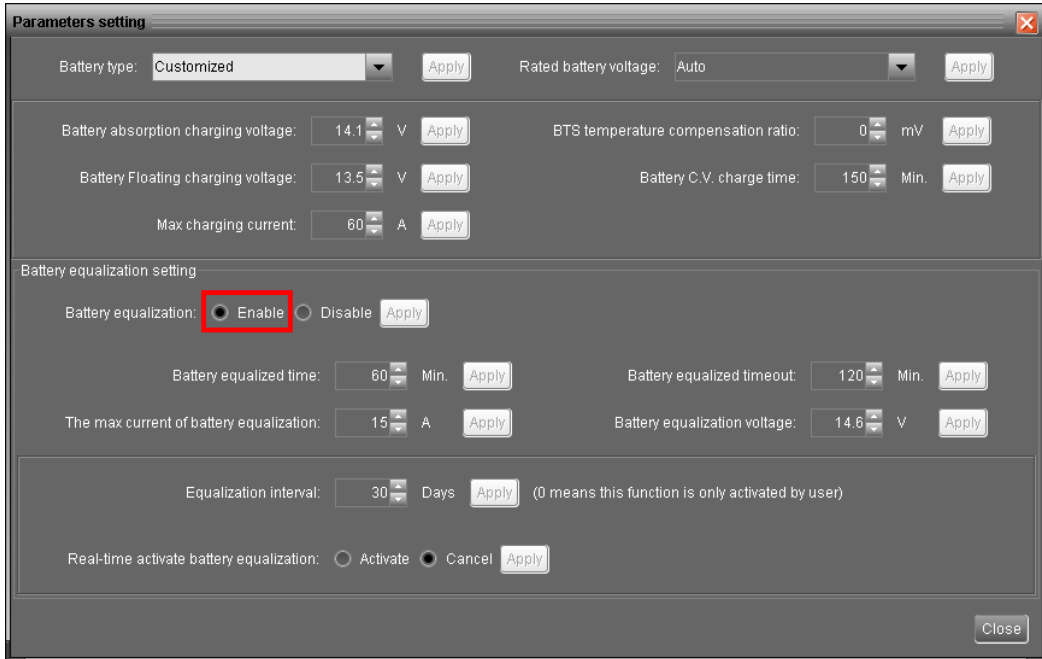 Parameters setting
Battery type: Customized Apply Rated battery voltage: Auto Apply
Battery absorption charging voltage: 14.1 V Apply BTS temperature compensation ratio: 0 mV Apply
Battery Floating charging voltage: 13.5 V Apply Battery C.V. charge time: 150 Min. Apply
Max charging current: 60 A Apply
Battery equalization setting
Battery equalization: Enable Disable Apply
Battery equalized time: 60 Min. Apply Battery equalized timeout: 120 Min. Apply
The max current of battery equalization: 15 A Apply Battery equalization voltage: 14.6 V Apply
Equalization interval: 30 Days Apply (0 means this function is only activated by user)
Real-time activate battery equalization: Activate Cancel Apply
Close